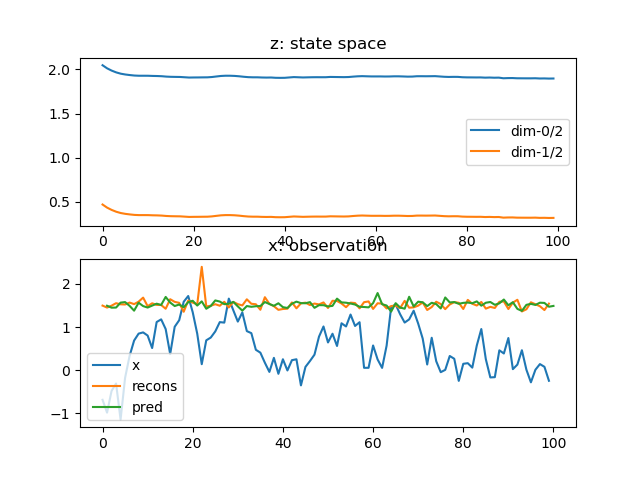 z: state space
2.0
1.5
1.0
0.5
dim-0/2
dim-1/2
0 20 40 60 80 100
x: observation
2
1
0
−1
x
recons
pred
0 20 40 60 80 100